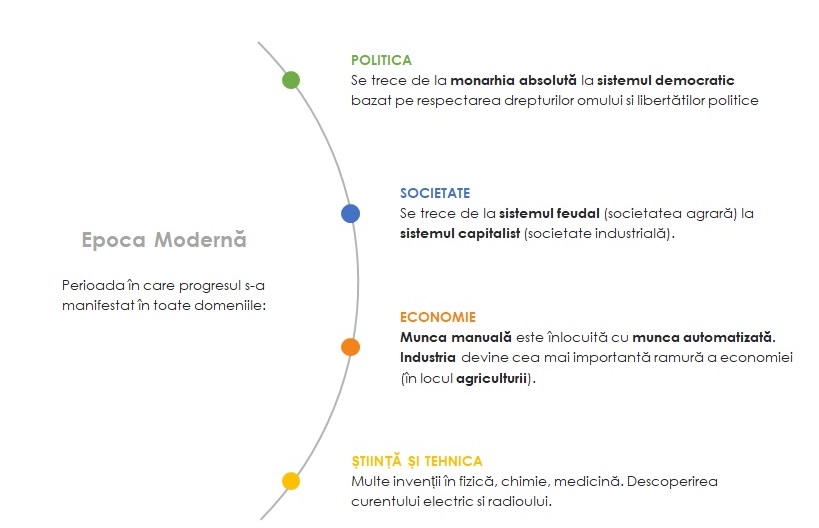 Epoca Modernă
Perioada în care progresul s-a
manifestat în toate domeniile:
POLITICA
Se trece de la monarhia absolută la sistemul democratic
bazat pe respectarea drepturilor omului si libertătilor politice
SOCIETATE
Se trece de la sistemul feudal (societatea agrară) la
sistemul capitalist (societate industrială).
ECONOMIE
Munca manuală este înlocuită cu munca automatizată.
Industria devine cea mai importantă ramură a economiei
(în locul agriculturii).
ȘTIINȚĂ ȘI TEHNICA
Multe invenţii în fizică, chimie, medicină. Descoperirea
curentului electric si radioului.